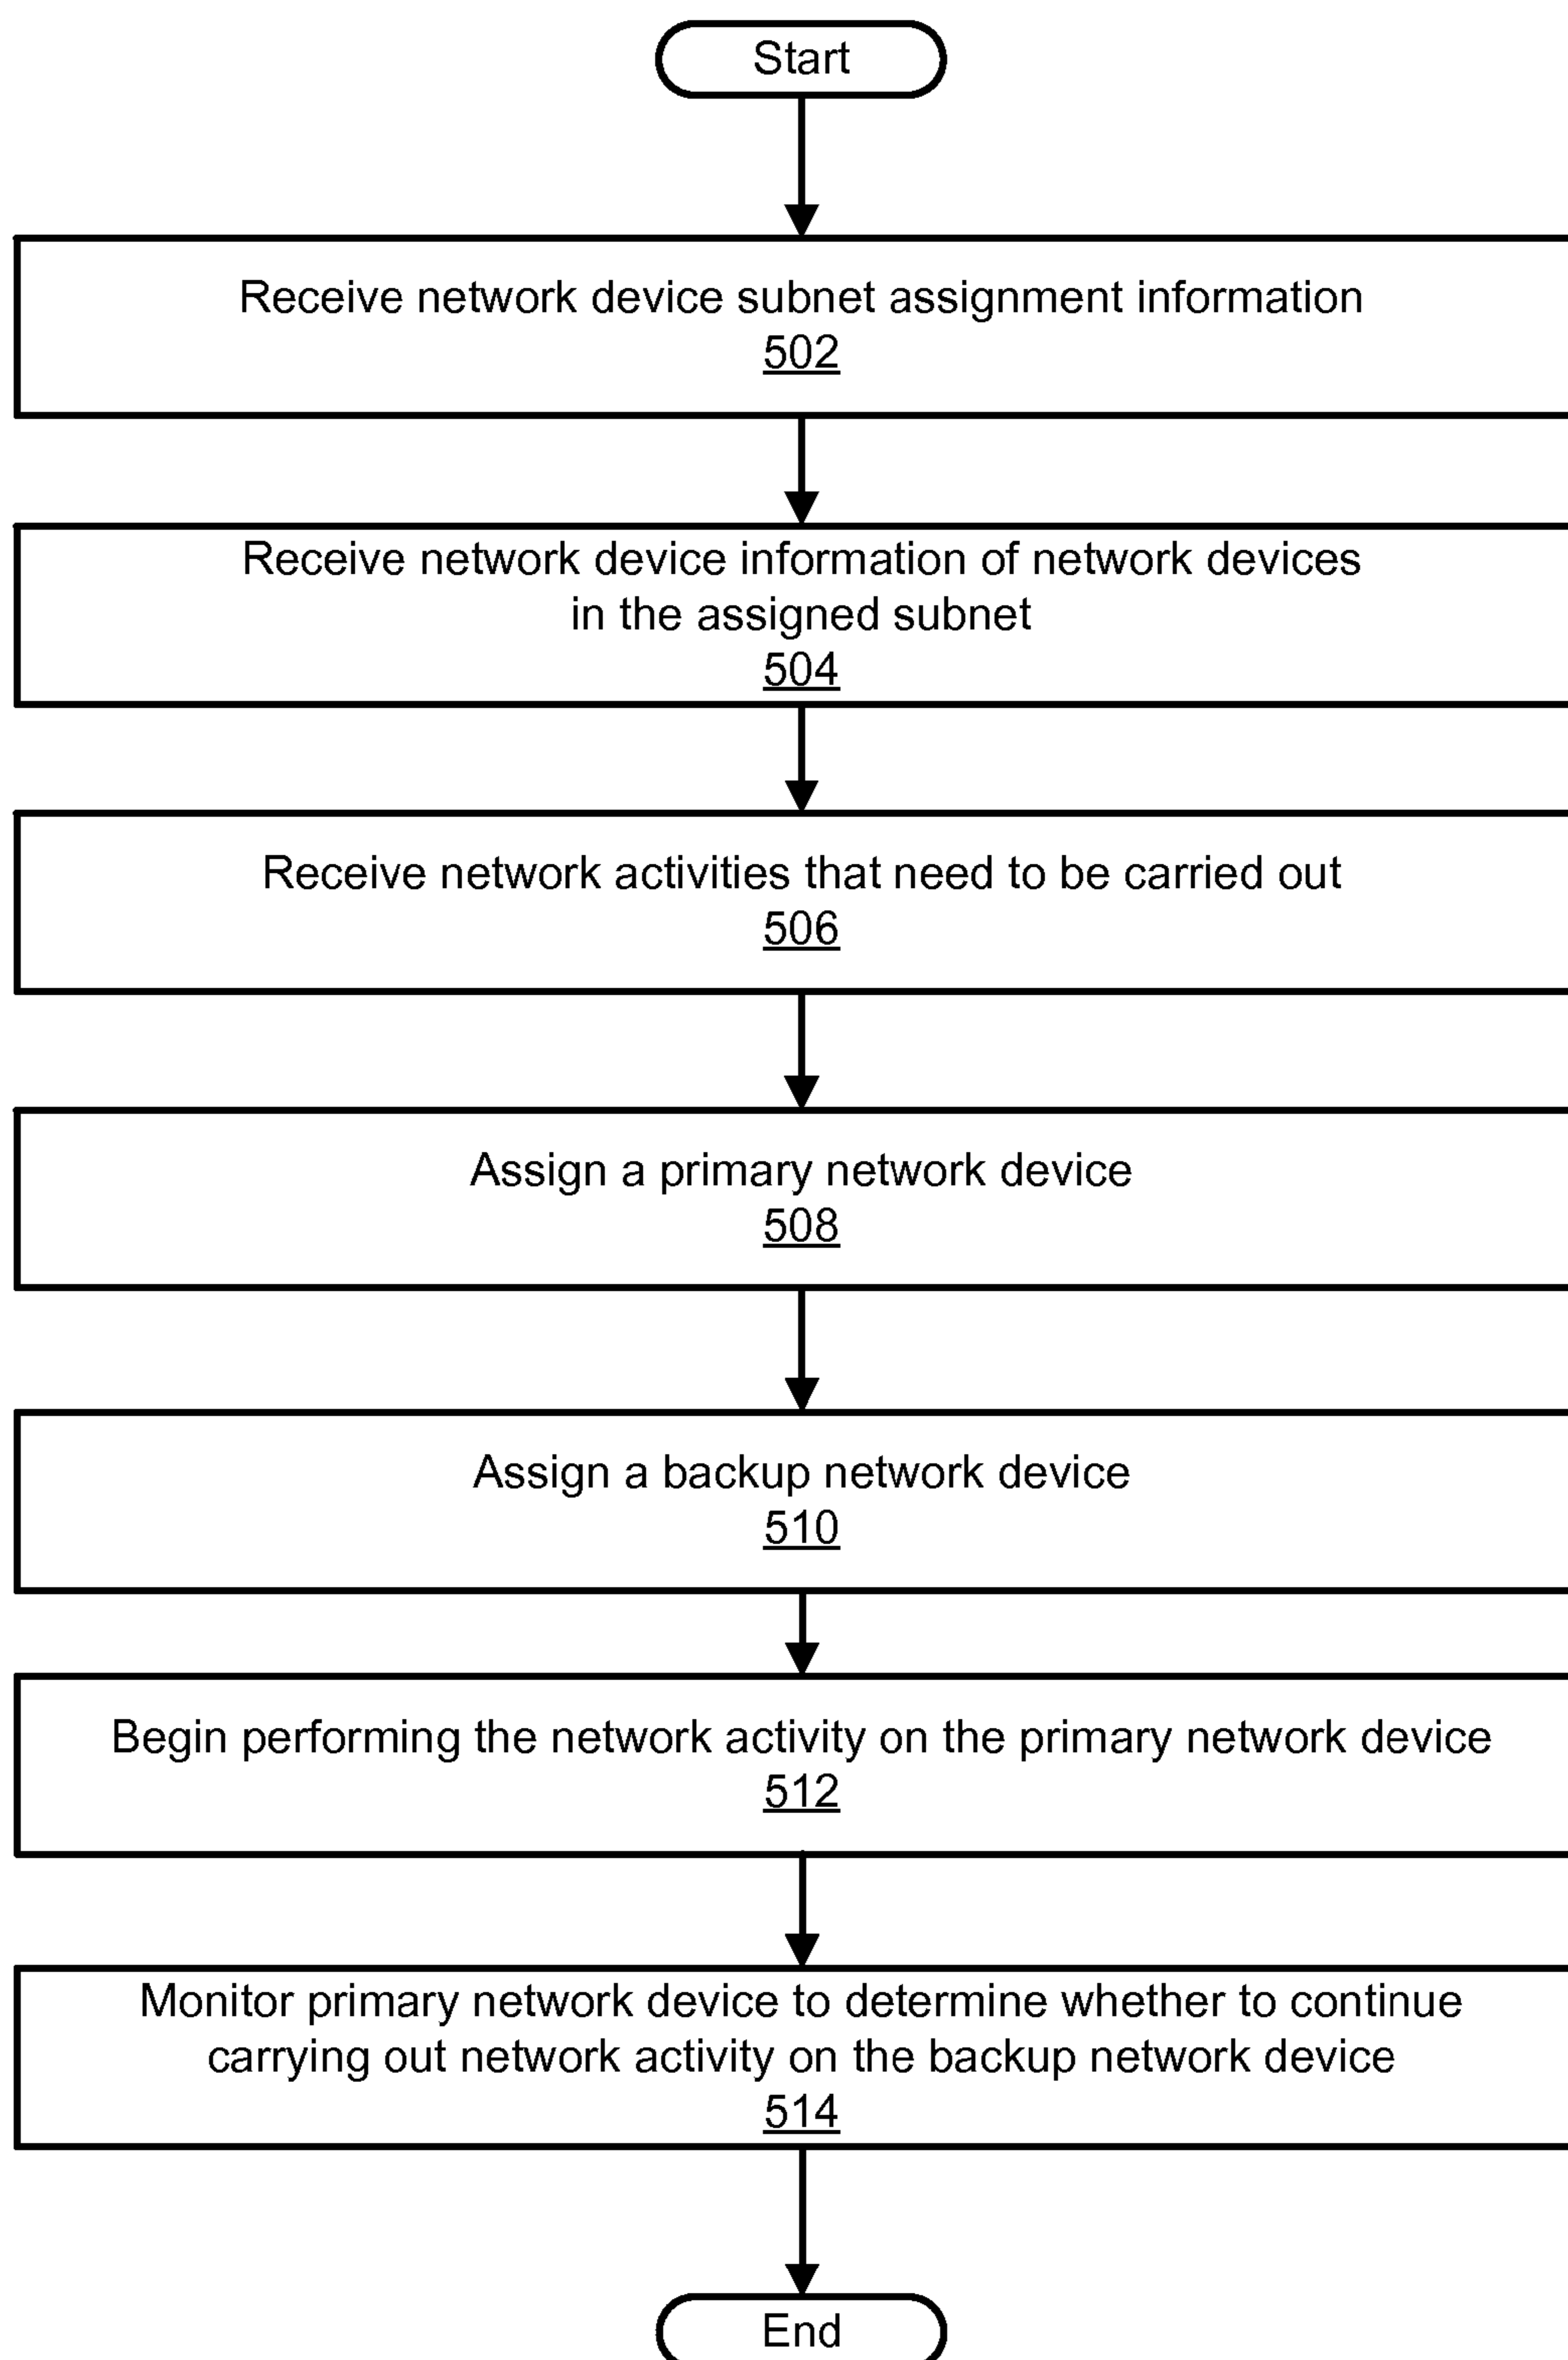 Start
Receive network device subnet assignment information
502
Receive network device information of network devices
in the assigned subnet
504
Receive network activities that need to be carried out
506
Assign a primary network device
508
Assign a backup network device
510
Begin performing the network activity on the primary network device
512
Monitor primary network device to determine whether to continue
carrying out network activity on the backup network device
514
End